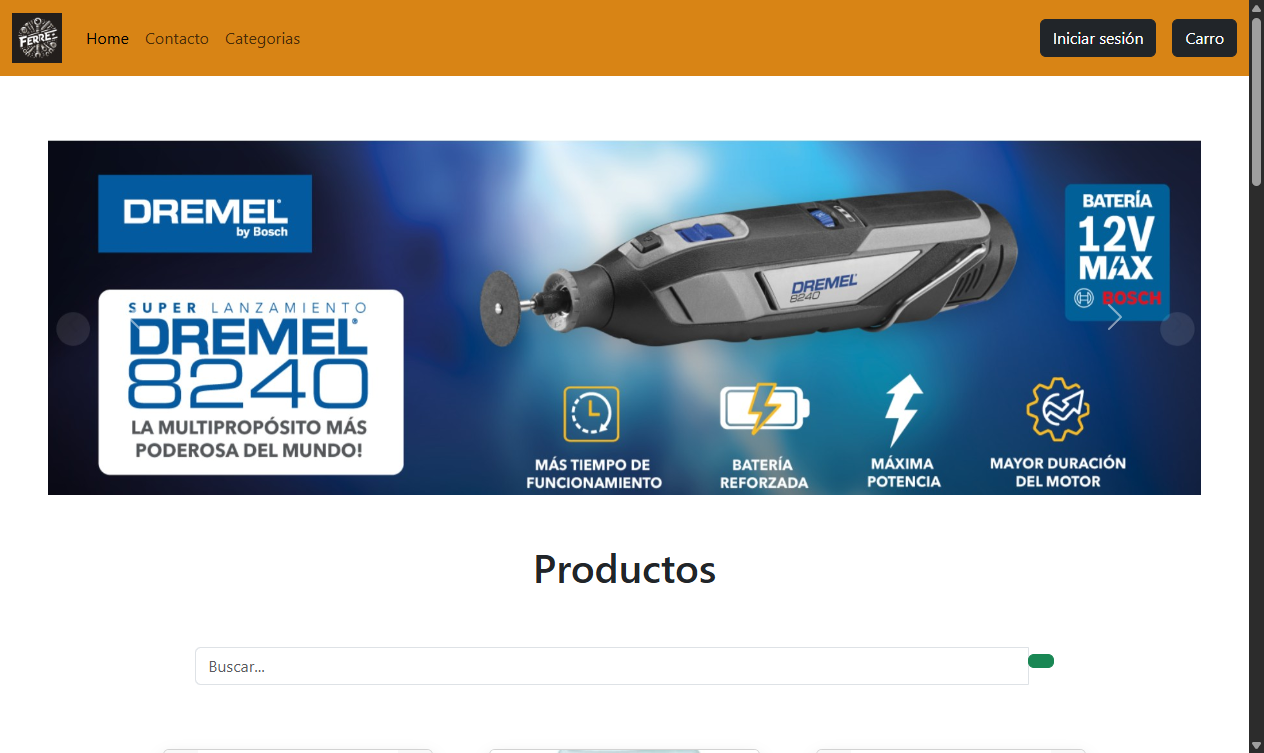 FERRE
Home
Contacto
Categorias
Iniciar sesión
Carro
DREMEL
by Bosch
SUPER LANZAMIENTO
DREMEL
8240
LA MULTIPROPÓSITO MÁS
PODEROSA DEL MUNDO!
DREMEL
8240
BATERÍA
12V
MAX
BOSCH
MÁS TIEMPO DE
FUNCIONAMIENTO
BATERÍA
REFORZADA
MÁXIMA
POTENCIA
MAYOR DURACIÓN
DEL MOTOR
Productos
Buscar...